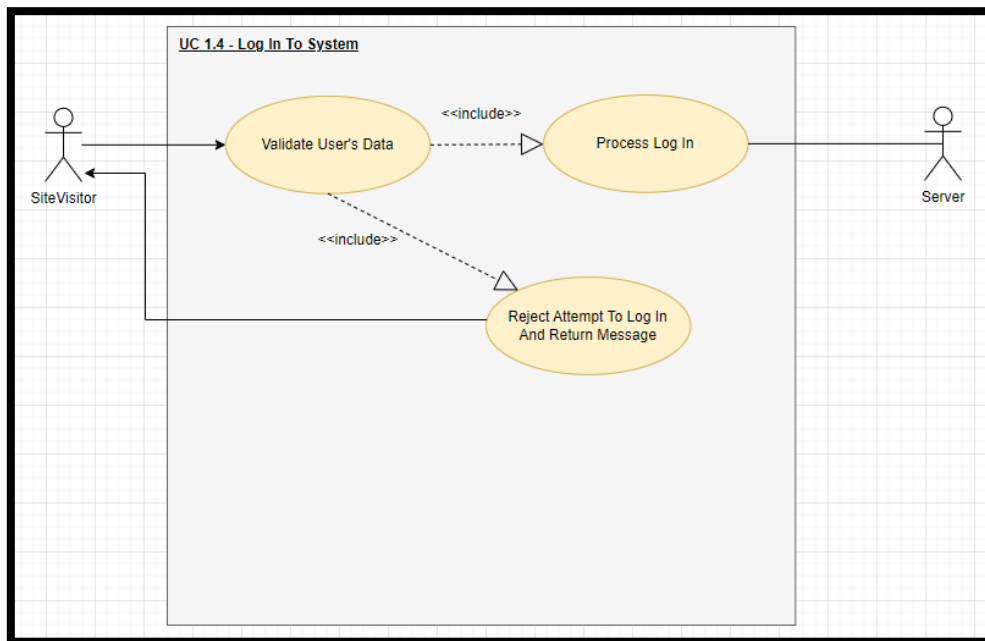 UC 1.4 - Log In To System
<<include>>
Validate User's Data
Process Log In
SiteVisitor
Server
<<include>>
Reject Attempt To Log In
And Return Message